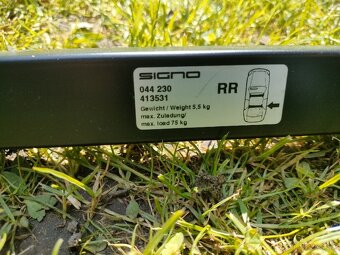 SIGNO
044 230
413531
RR
Gewicht / Weight 5,5 kg
max. Zuladung/
max. load 75 kg